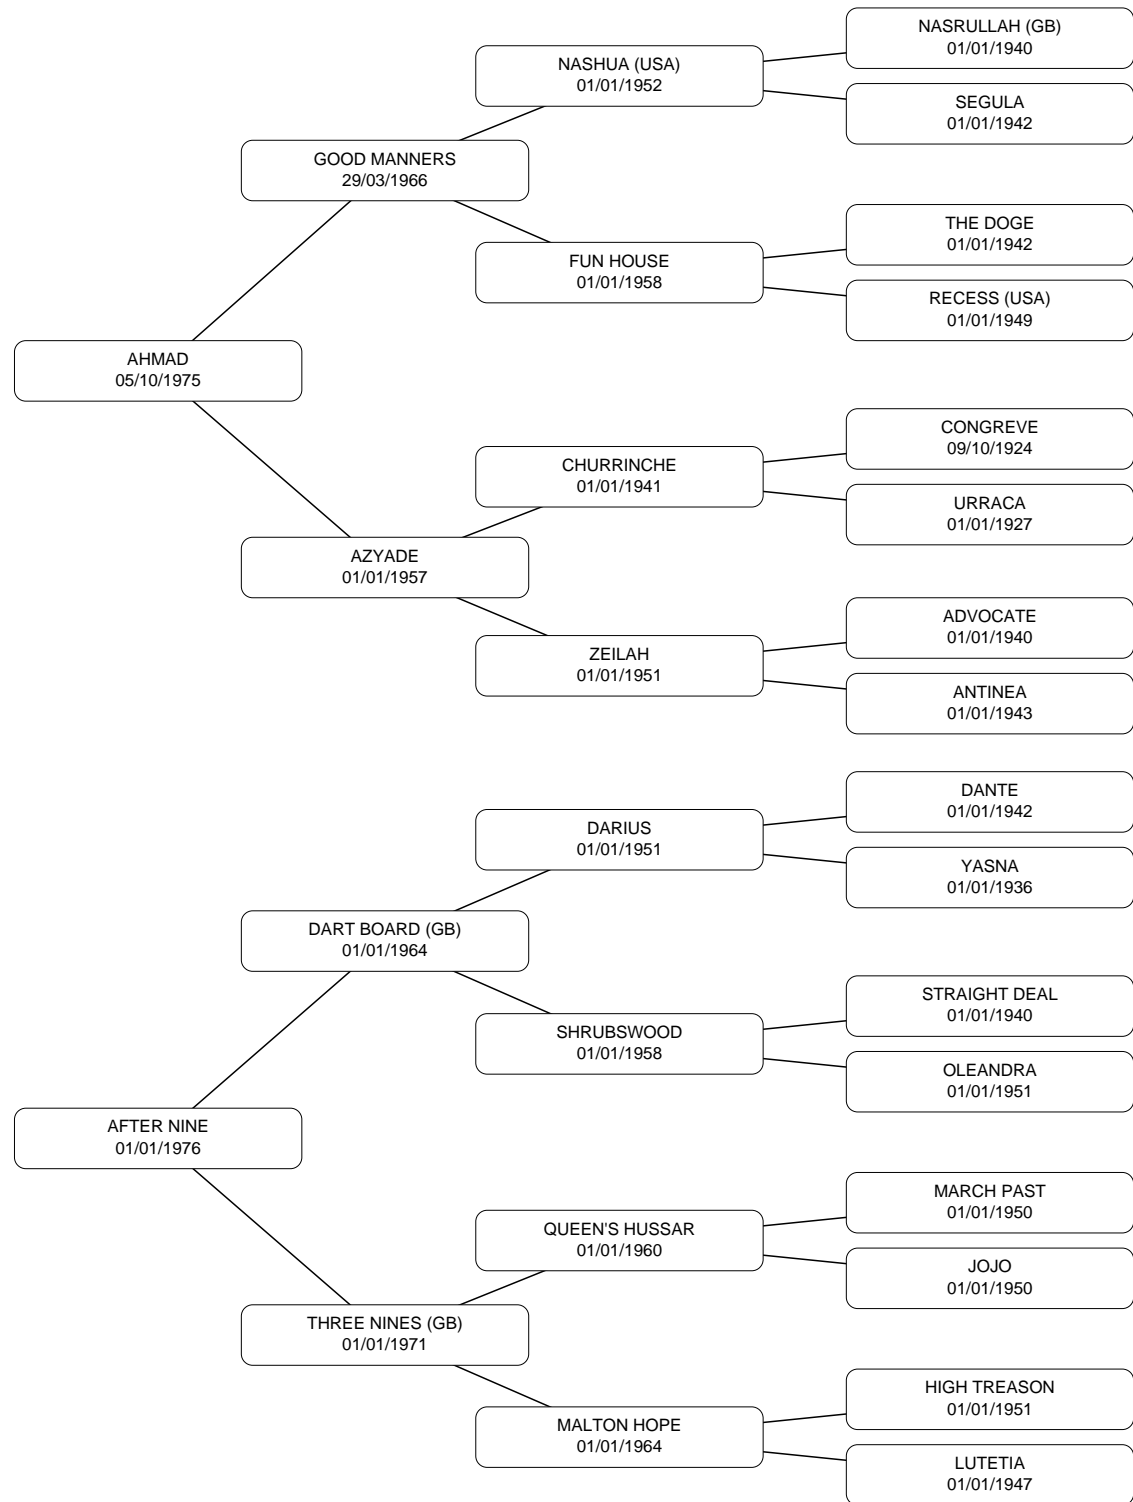 NASRULLAH (GB)
01/01/1940
NASHUA (USA)
01/01/1952
SEGULA
01/01/1942
GOOD MANNERS
29/03/1966
THE DOGE
01/01/1942
FUN HOUSE
01/01/1958
RECESS (USA)
01/01/1949
AHMAD
05/10/1975
CONGREVE
09/10/1924
CHURRINCHE
01/01/1941
URRACA
01/01/1927
AZYADE
01/01/1957
ADVOCATE
01/01/1940
ZEILAH
01/01/1951
ANTINEA
01/01/1943
DANTE
01/01/1942
DARIUS
01/01/1951
YASNA
01/01/1936
DART BOARD (GB)
01/01/1964
STRAIGHT DEAL
01/01/1940
SHRUBSWOOD
01/01/1958
OLEANDRA
01/01/1951
AFTER NINE
01/01/1976
MARCH PAST
01/01/1950
QUEEN'S HUSSAR
01/01/1960
JOJO
01/01/1950
THREE NINES (GB)
01/01/1971
HIGH TREASON
01/01/1951
MALTON HOPE
01/01/1964
LUTETIA
01/01/1947